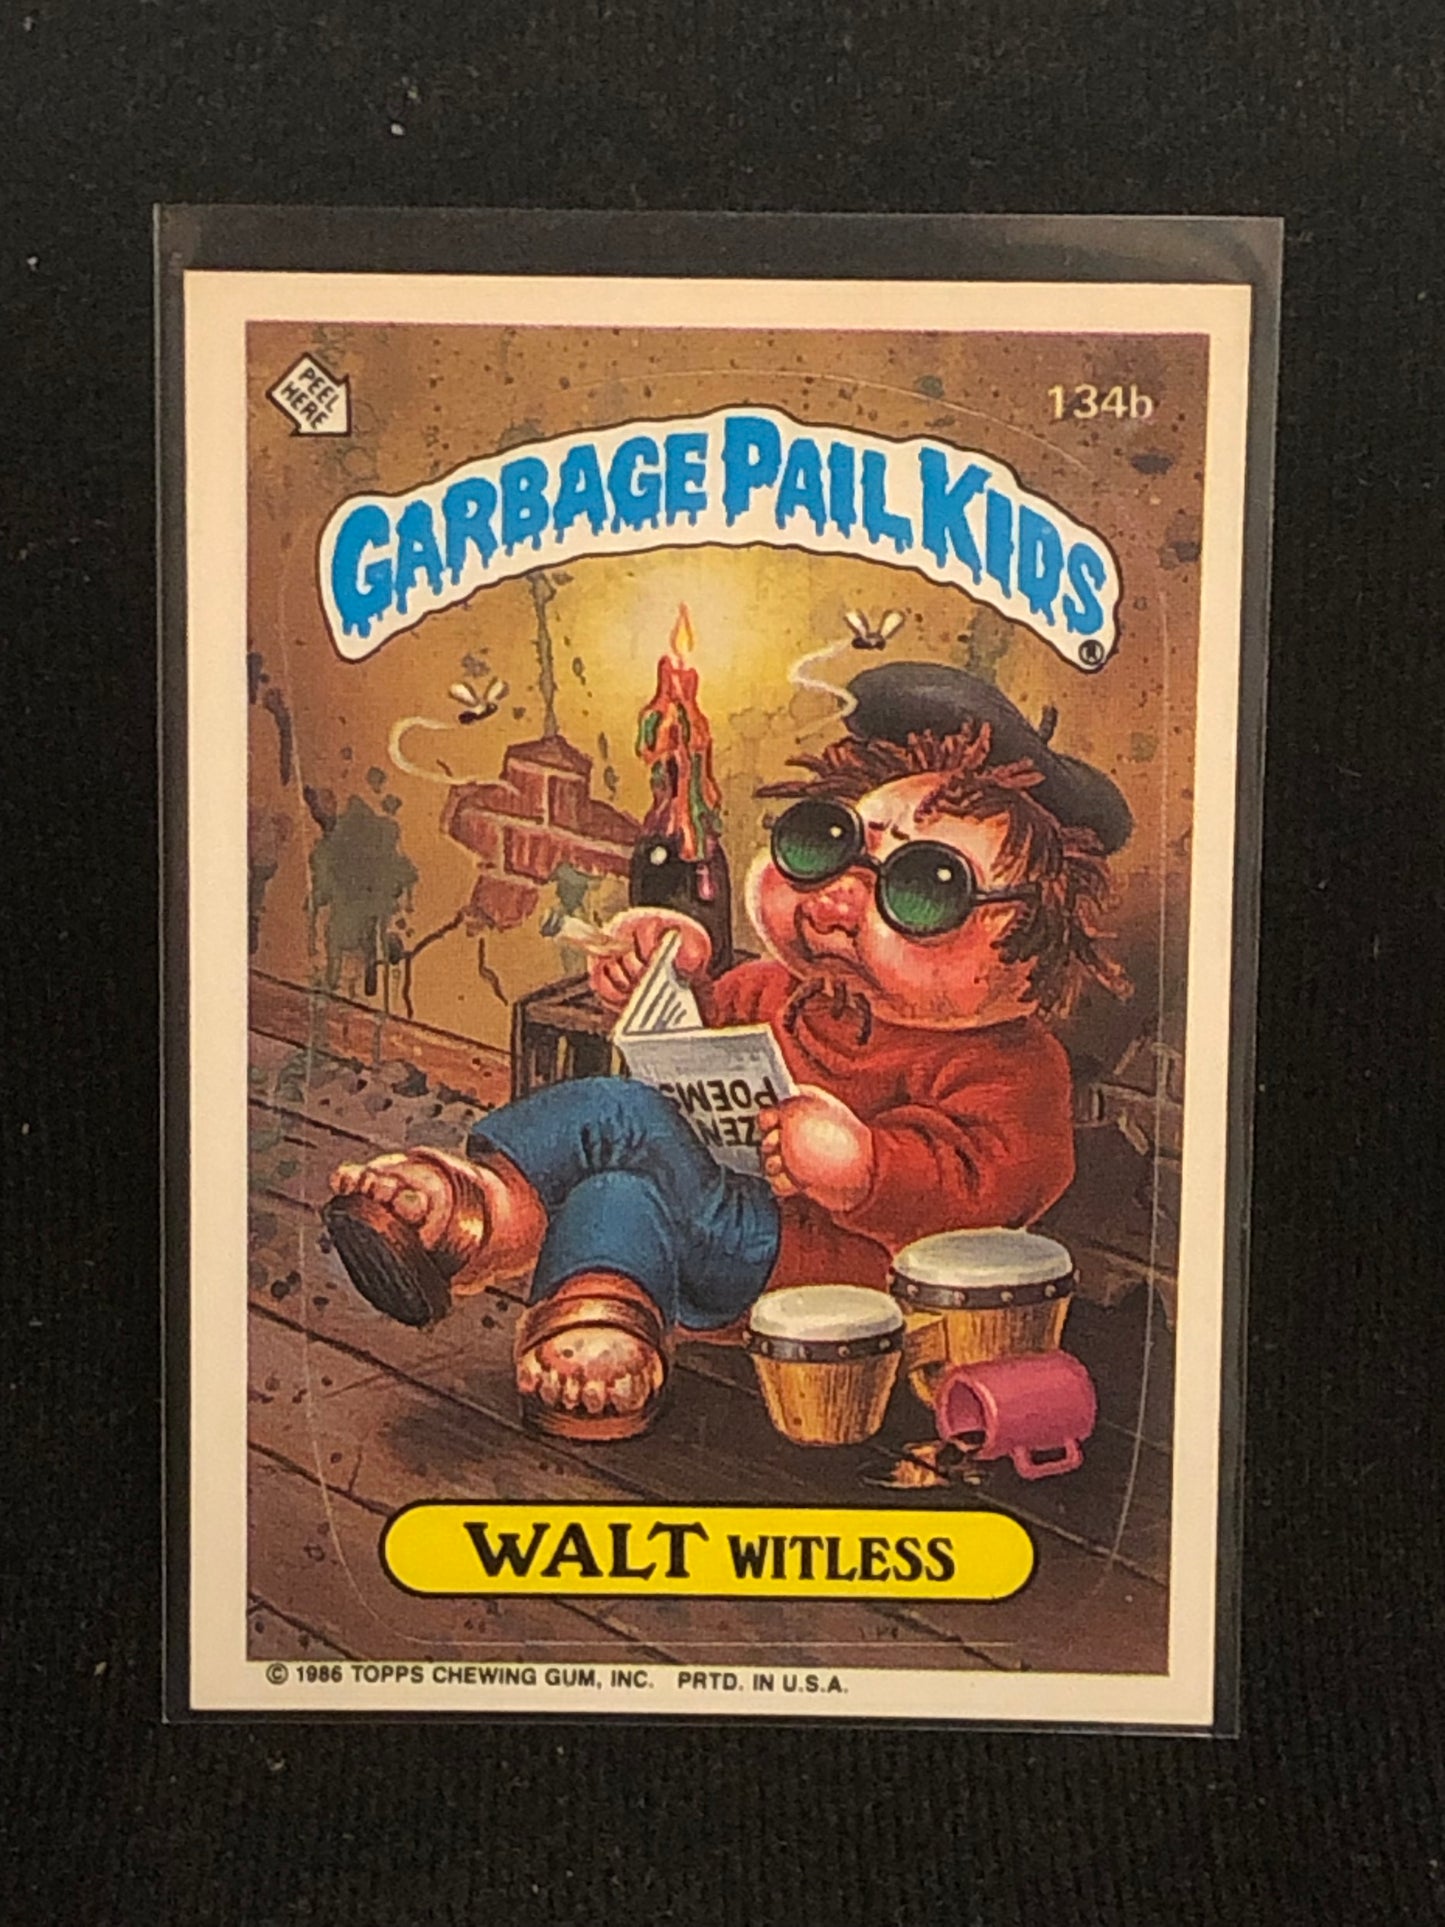 PEEL
HERE
134b
GARBAGE PAIL KIDS®
ZEN
POEMS
WALT WITLESS
© 1986 TOPPS CHEWING GUM, INC. PRTD. IN U.S.A.